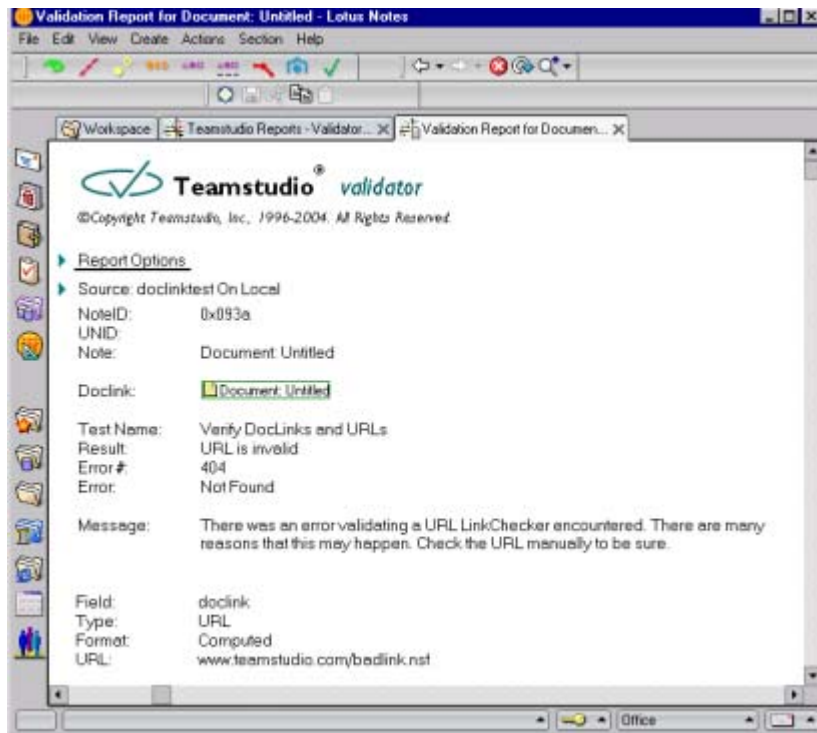 Validation Report for Document: Untitled - Lotus Notes
File Edit View Create Actions Section Help
Workspace Teamstudio Reports - Validator... Validation Report for Documen...
Teamstudio® validator
©Copyright Teamstudio, Inc., 1996-2004. All Rights Reserved.
Report Options
Source: doclinktest On Local
NoteID: 0x093a
UNID:
Note: Document: Untitled
Doclink: Document: Untitled
Test Name: Verify DocLinks and URLs
Result: URL is invalid
Error #: 404
Error: Not Found
Message: There was an error validating a URL LinkChecker encountered. There are many
reasons that this may happen. Check the URL manually to be sure.
Field: doclink
Type: URL
Format: Computed
URL: www.teamstudio.com/badlink.nsf
Office